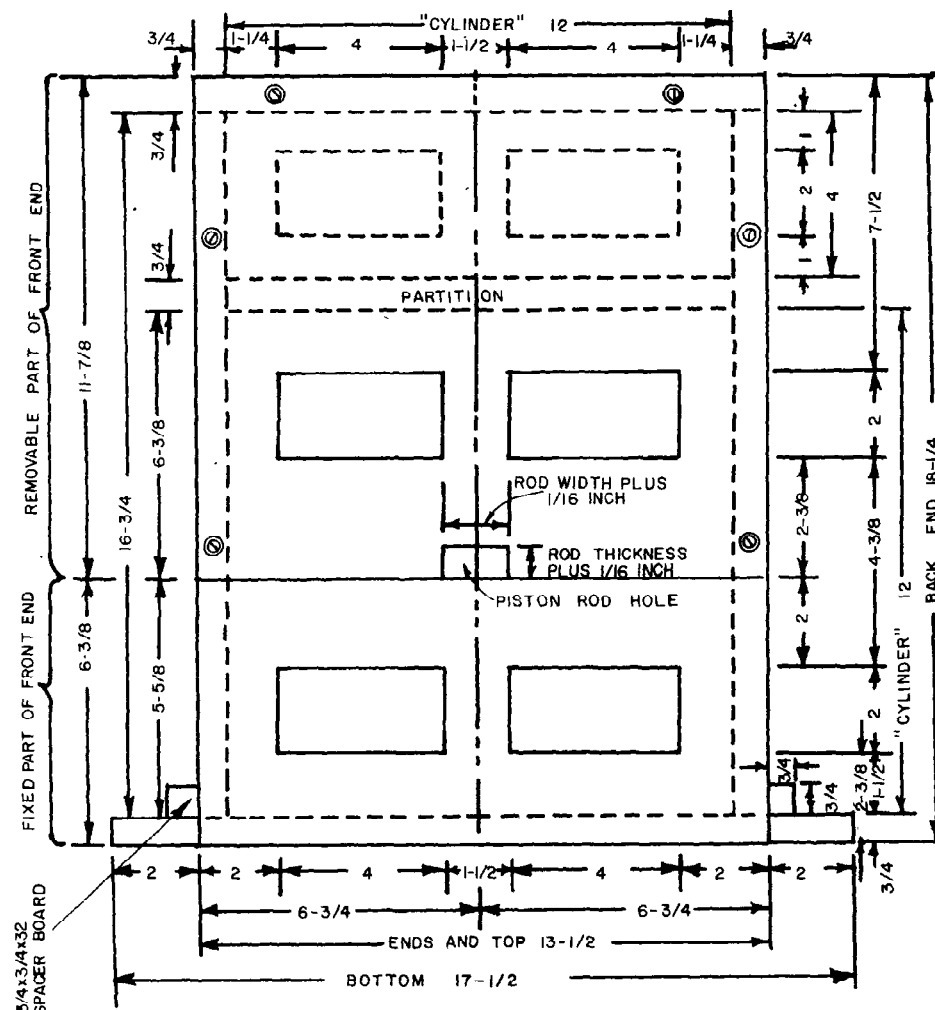 "CYLINDER" 12
3/4 1-1/4 4 1-1/2 4 1-1/4 3/4
3/4
3/4
1
2
1
4
7-1/2
PARTITION
REMOVABLE PART OF FRONT END
11-7/8
16-3/4
6-3/8
2
ROD WIDTH PLUS
1/16 INCH
ROD THICKNESS
PLUS 1/16 INCH
PISTON ROD HOLE
2-3/8
4-3/8
12
"CYLINDER"
BACK END 18-1/4
FIXED PART OF FRONT END
6-3/8
5-5/8
2
2
3/4
3/4
2-3/8
1-1/2
3/4
2 2 4 1-1/2 4 2 2
6-3/4 6-3/4
ENDS AND TOP 13-1/2
BOTTOM 17-1/2
3/4x3/4x32
SPACER BOARD